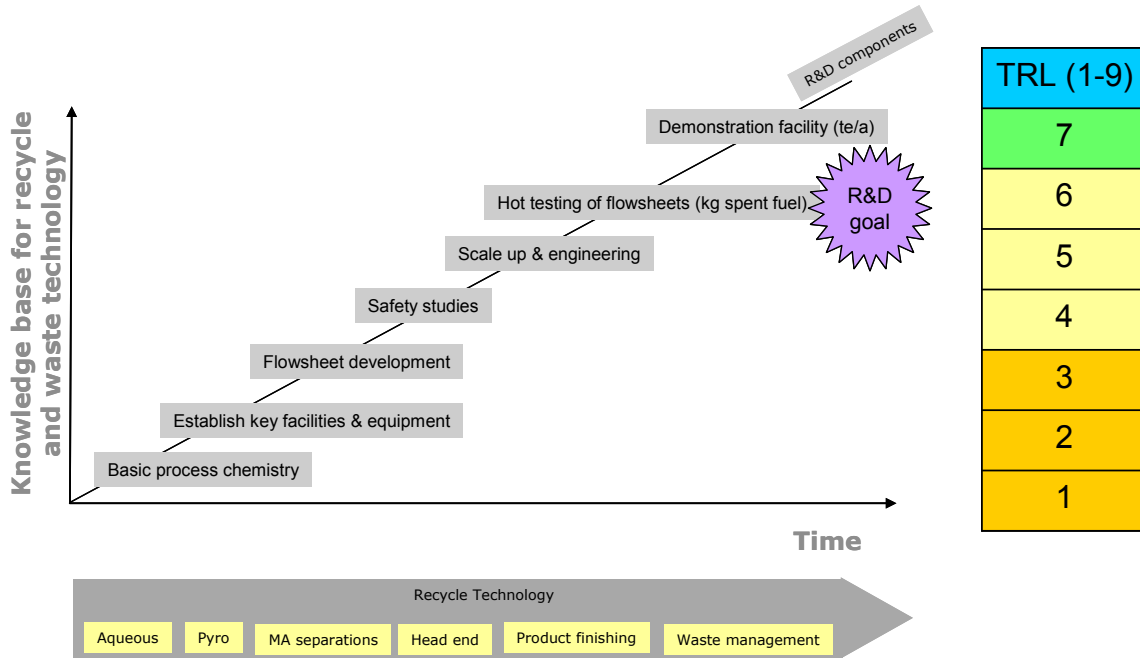 R&D components
TRL (1-9)
Demonstration facility (te/a)
7
Hot testing of flowsheets (kg spent fuel)
R&D
goal
6
Scale up & engineering
5
Safety studies
4
Flowsheet development
3
Establish key facilities & equipment
2
Basic process chemistry
1
Knowledge base for recycle
and waste technology
Time
Recycle Technology
Aqueous
Pyro
MA separations
Head end
Product finishing
Waste management